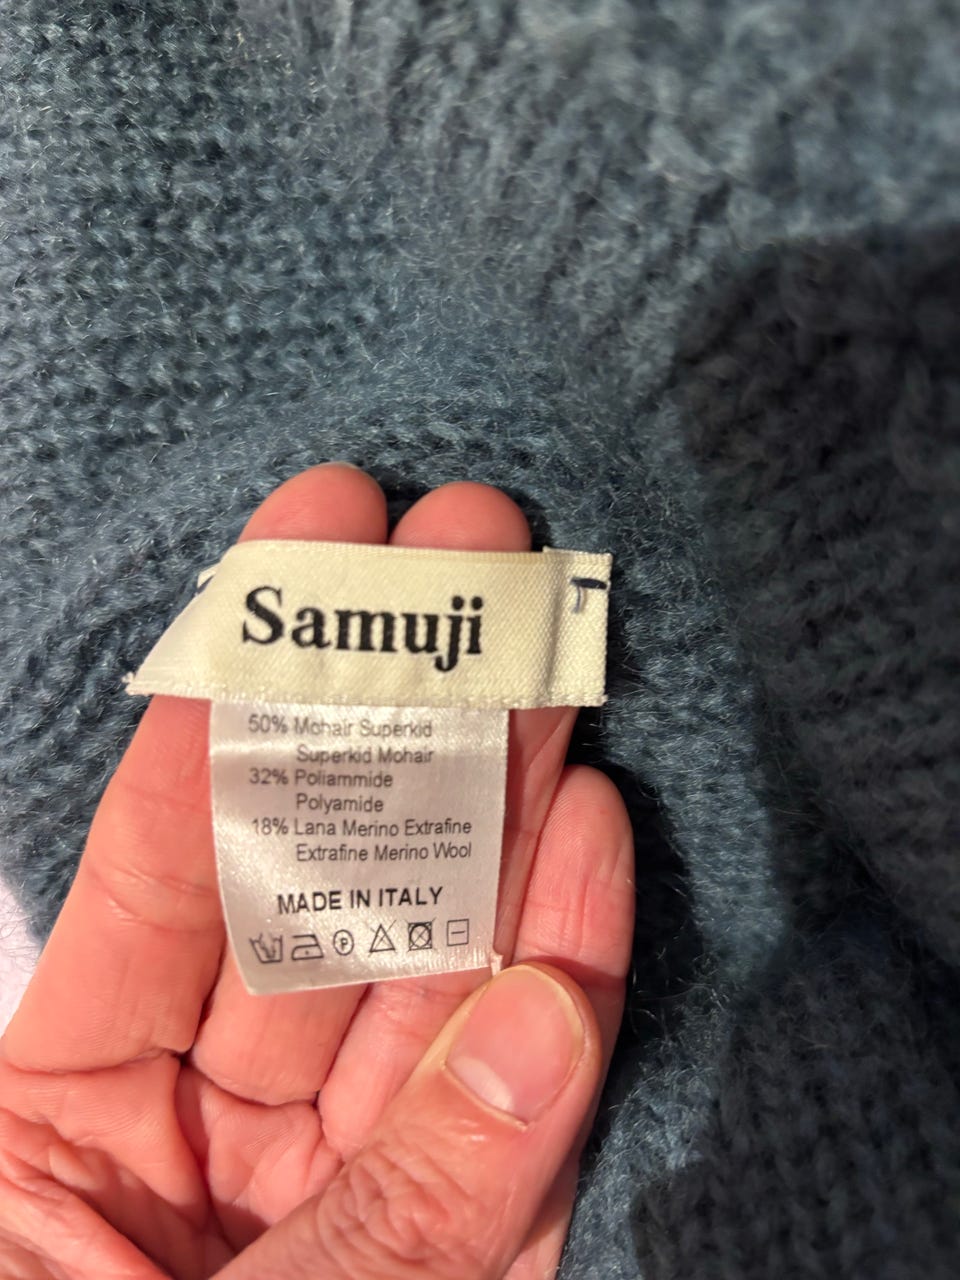 Samuji
50% Mohair Superkid
Superkid Mohair
32% Poliammide
Polyamide
18% Lana Merino Extrafine
Extrafine Merino Wool
MADE IN ITALY
P